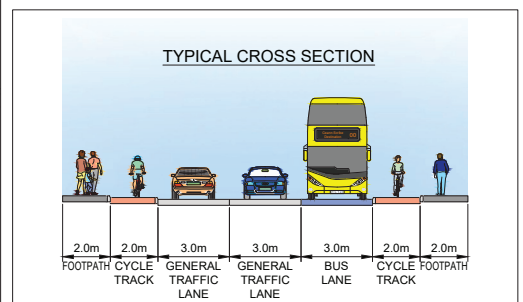 TYPICAL CROSS SECTION
2.0m 2.0m 3.0m 3.0m 3.0m 2.0m 2.0m
FOOTPATH CYCLE TRACK GENERAL TRAFFIC LANE GENERAL TRAFFIC LANE BUS LANE CYCLE TRACK FOOTPATH